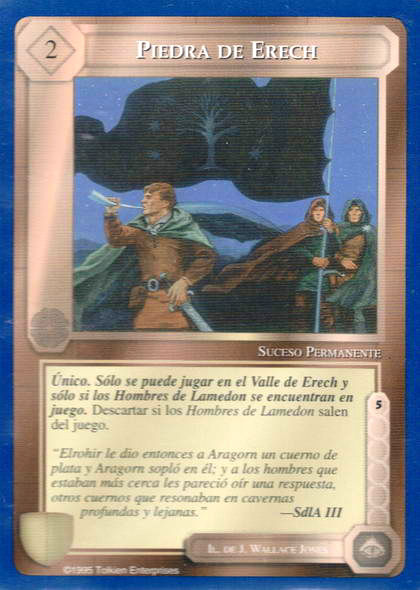 2
PIEDRA DE ERECH
SUCESO PERMANENTE
Único. Sólo se puede jugar en el Valle de Erech y
sólo si los Hombres de Lamedon se encuentran en
juego. Descartar si los Hombres de Lamedon salen
del juego.
5
“Elrohir le dio entonces a Aragorn un cuerno de
plata y Aragorn sopló en él; y a los hombres que
estaban más cerca les pareció oír una respuesta,
otros cuernos que resonaban en cavernas
profundas y lejanas.” —SdlA III
IL. DE J. WALLACE JONES
©1995 Tolkien Enterprises